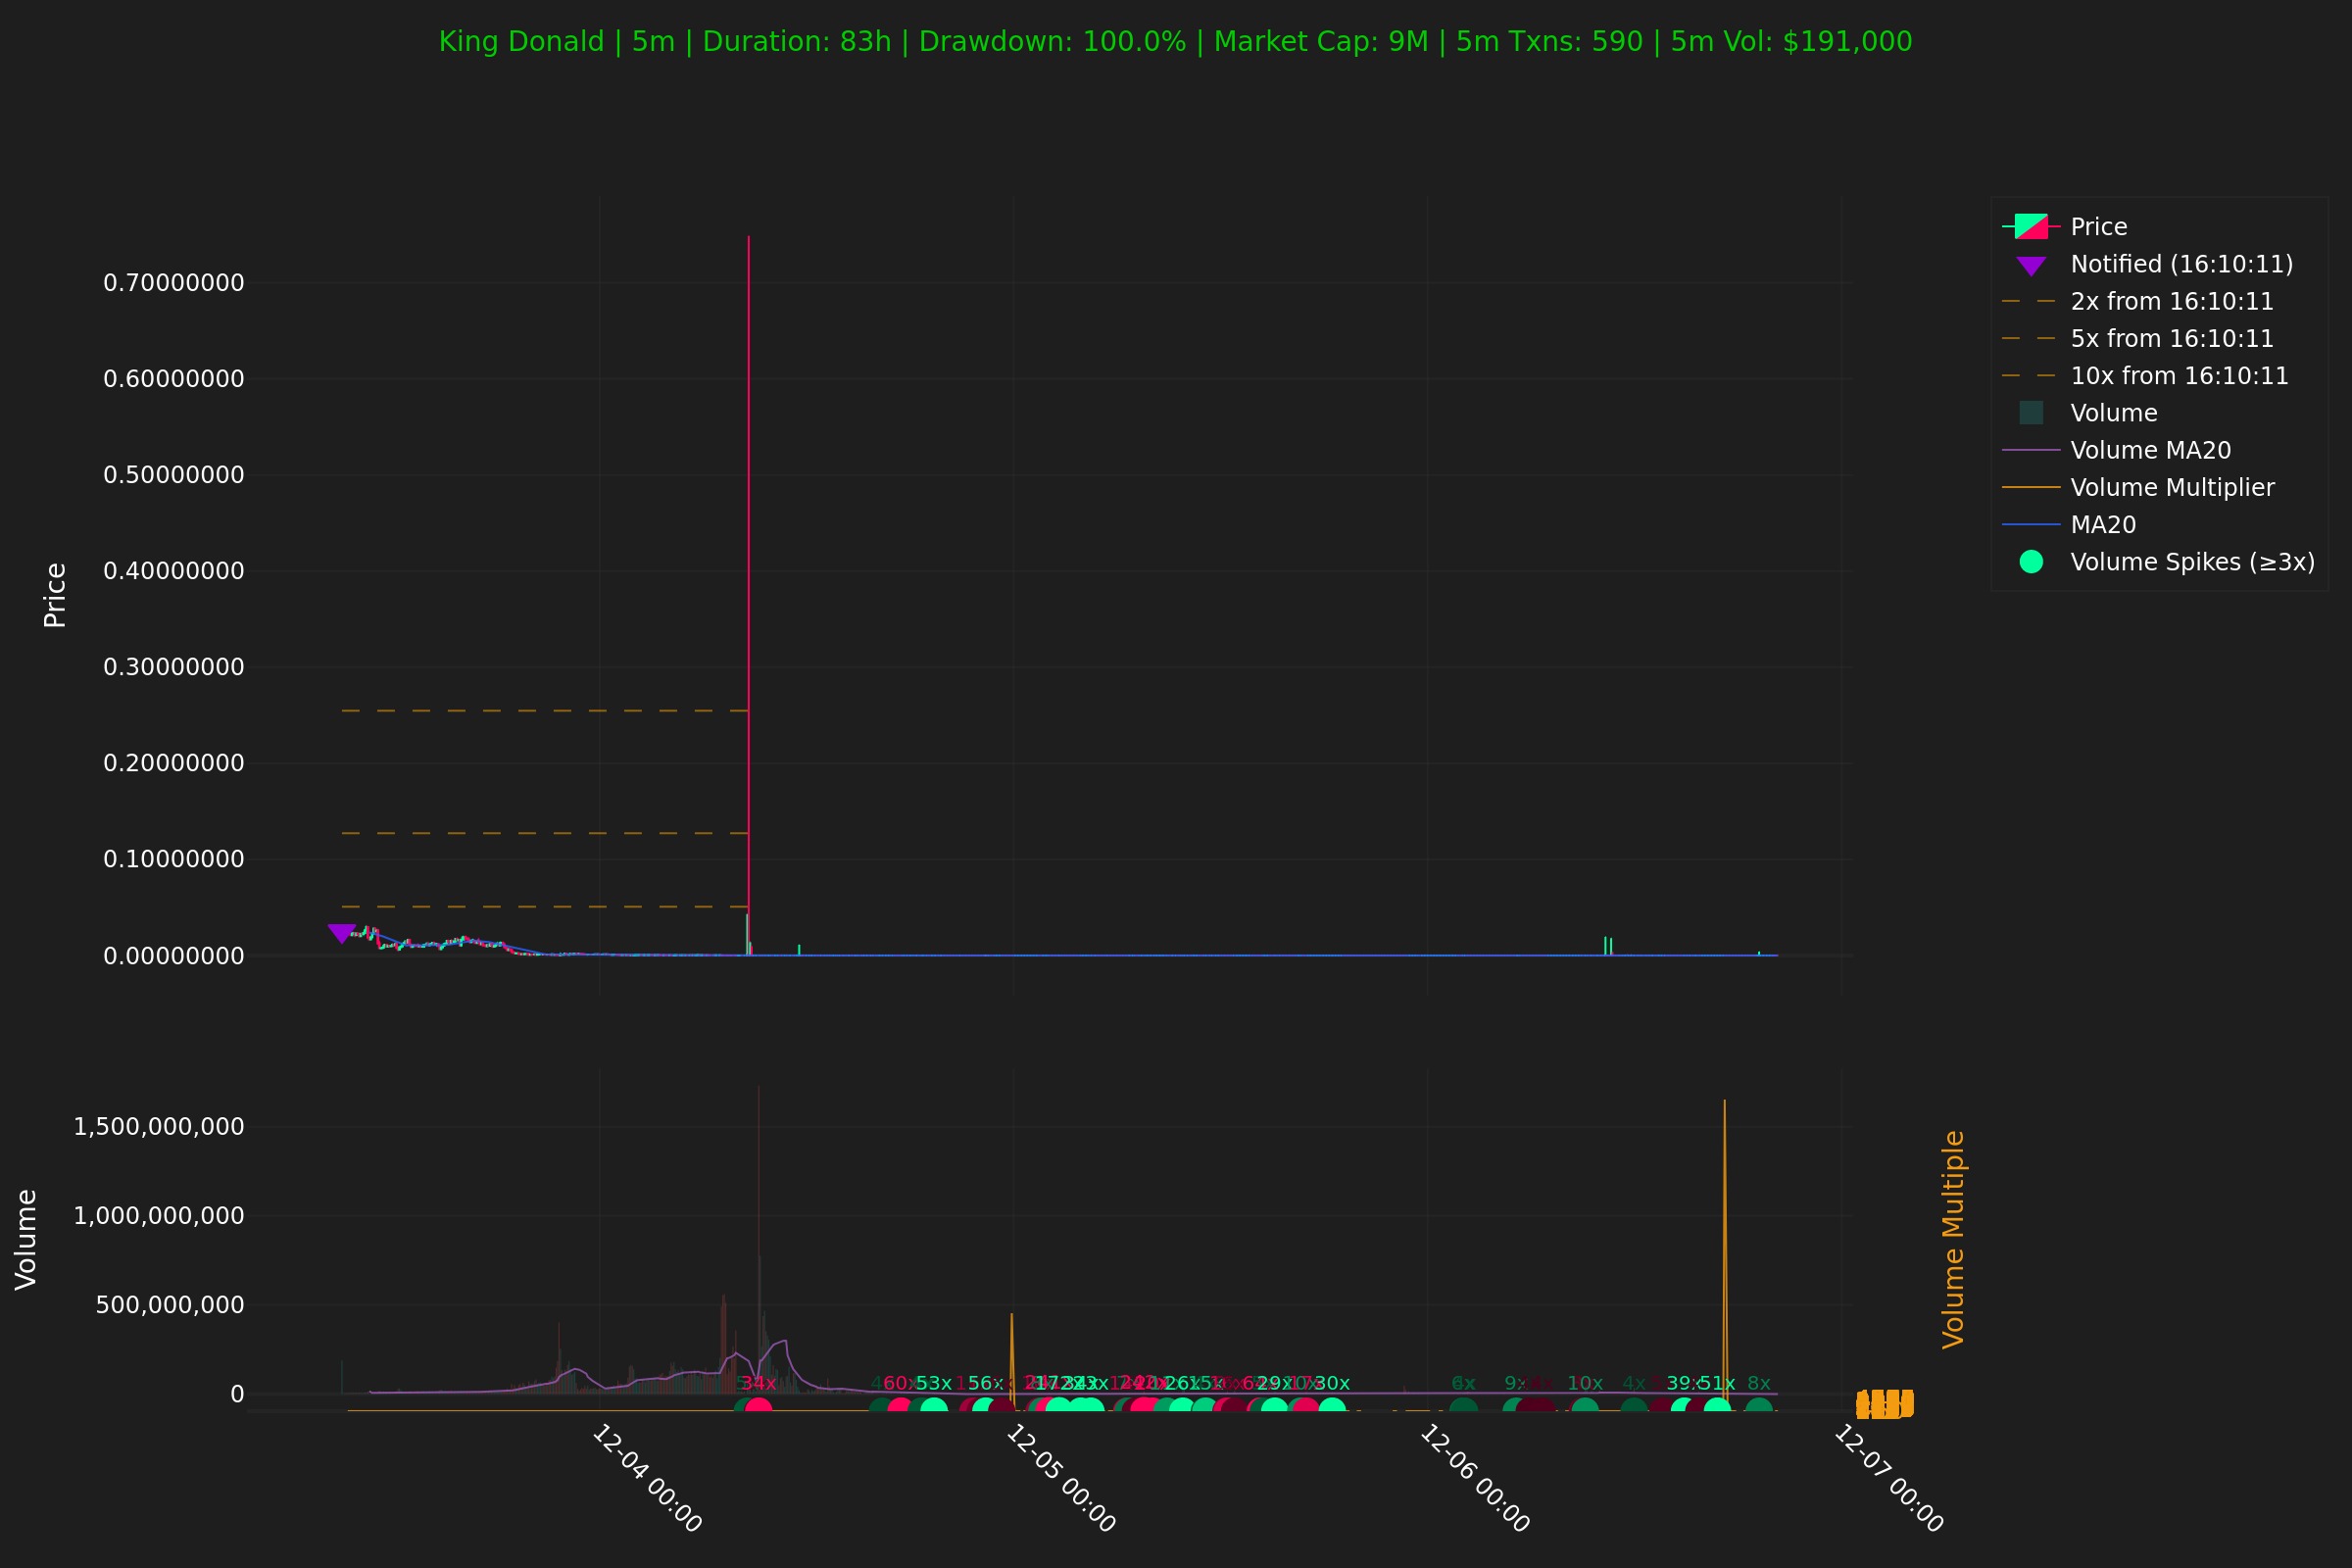 King Donald | 5m | Duration: 83h | Drawdown: 100.0% | Market Cap: 9M | 5m Txns: 590 | 5m Vol: $191,000
Price
0.70000000
0.60000000
0.50000000
0.40000000
0.30000000
0.20000000
0.10000000
0.00000000
Price
Notified (16:10:11)
2x from 16:10:11
5x from 16:10:11
10x from 16:10:11
Volume
Volume MA20
Volume Multiplier
MA20
Volume Spikes (≥3x)
Volume
1,500,000,000
1,000,000,000
500,000,000
0
Volume Multiple
34x 60x 53x 56x 30x 6x 10x 4x 39x 51x 8x
12-04 00:00
12-05 00:00
12-06 00:00
12-07 00:00